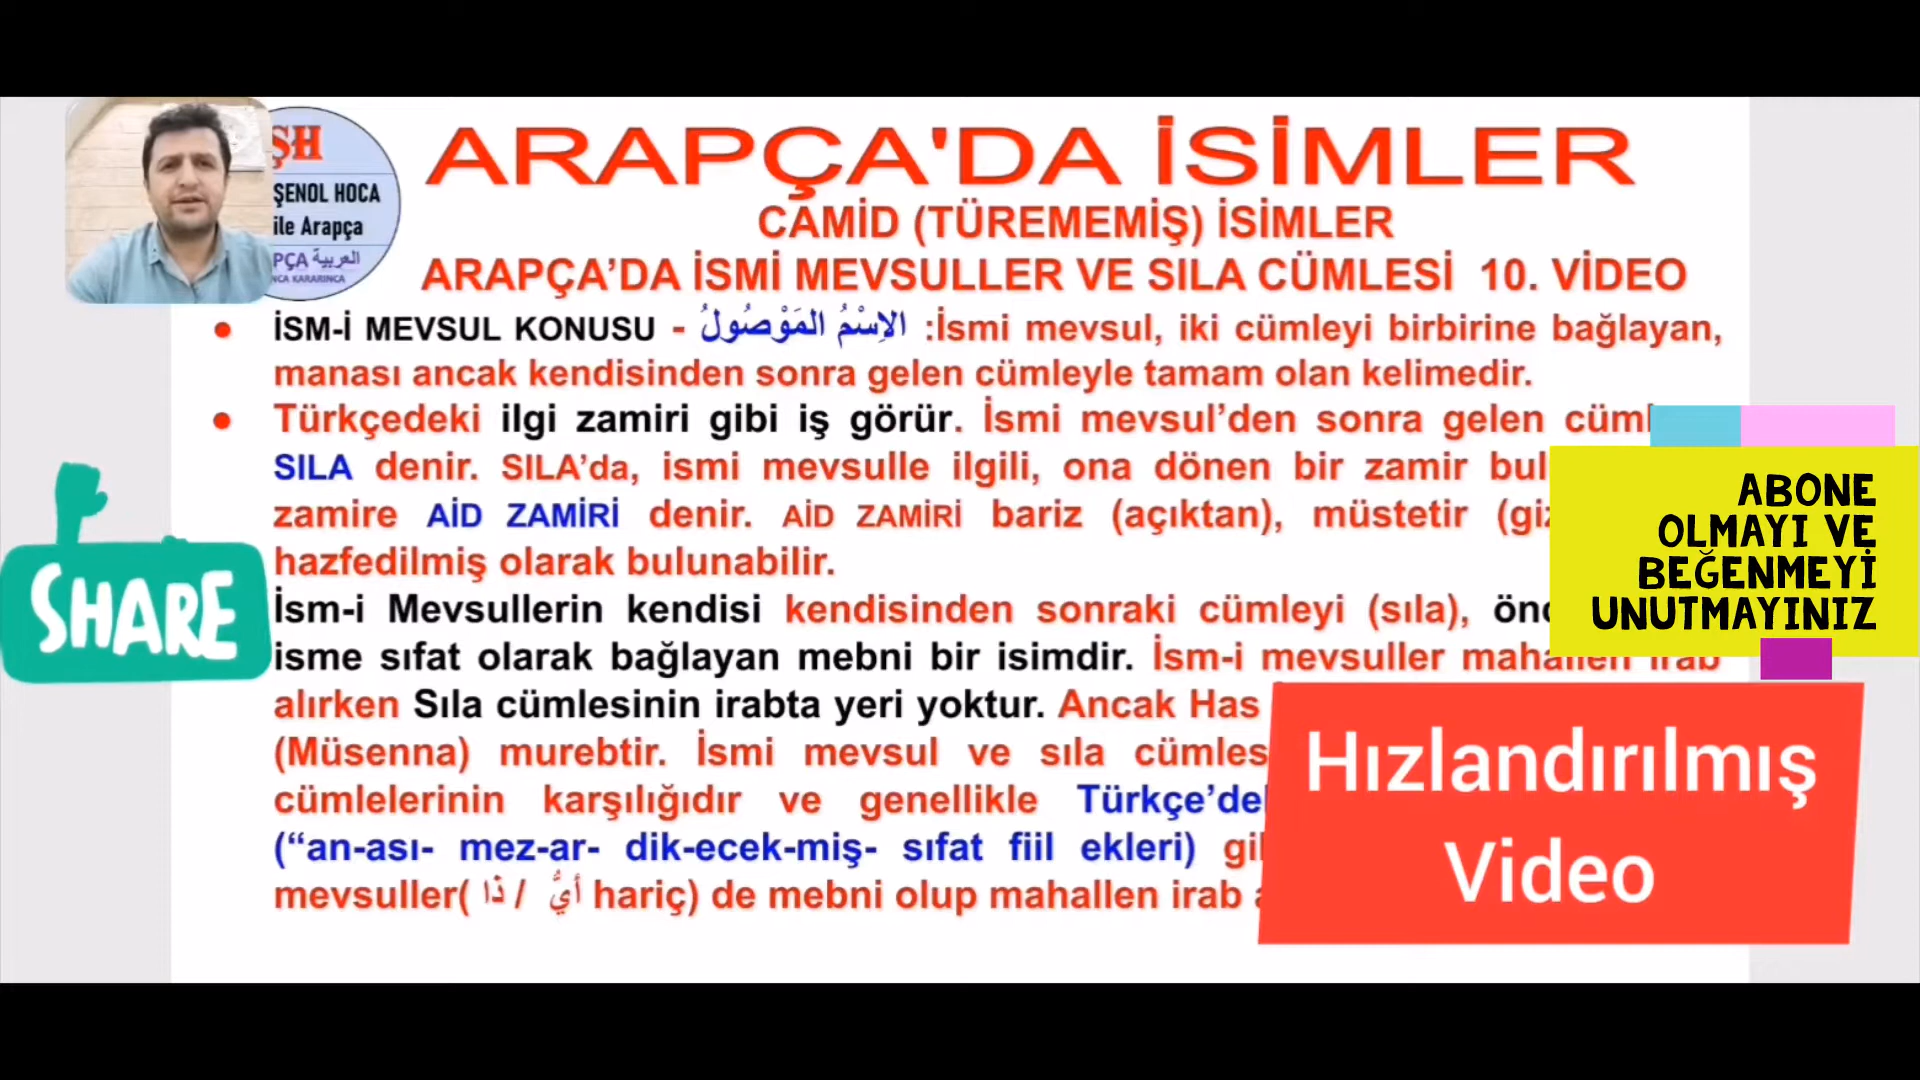 ŞH
ŞENOL HOCA
ile Arapça
العربية
ARAPÇA'DA İSİMLER
CAMİD (TÜREMEMİŞ) İSİMLER
ARAPÇA’DA İSMİ MEVSULLER VE SILA CÜMLESİ 10. VİDEO
İSM-İ MEVSUL KONUSU - الاِسْمُ المَوْصُولُ :İsmi mevsul, iki cümleyi birbirine bağlayan,
manası ancak kendisinden sonra gelen cümleyle tamam olan kelimedir.
Türkçedeki ilgi zamiri gibi iş görür. İsmi mevsul’den sonra gelen
SILA denir. SILA’da, ismi mevsulle ilgili, ona dönen bir zamir
zamire AİD ZAMİRİ denir. AİD ZAMİRİ bariz (açıktan), müstetir
hazfedilmiş olarak bulunabilir.
İsm-i Mevsullerin kendisi kendisinden sonraki cümleyi (sıla),
isme sıfat olarak bağlayan mebni bir isimdir. İsm-i mevsuller mahallen irab
alırken Sıla cümlesinin irabta yeri yoktur. Ancak Has
(Müsenna) murebtir. İsmi mevsul ve sıla
cümlelerinin karşılığıdır ve genellikle
(“an-ası- mez-ar- dik-ecek-miş- sıfat fiil ekleri)
mevsuller( ذا / أيُّ hariç) de mebni olup mahallen irab
SHARE
ABONE
OLMAYI VE
BEĞENMEYİ
UNUTMAYINIZ
Hızlandırılmış
Video